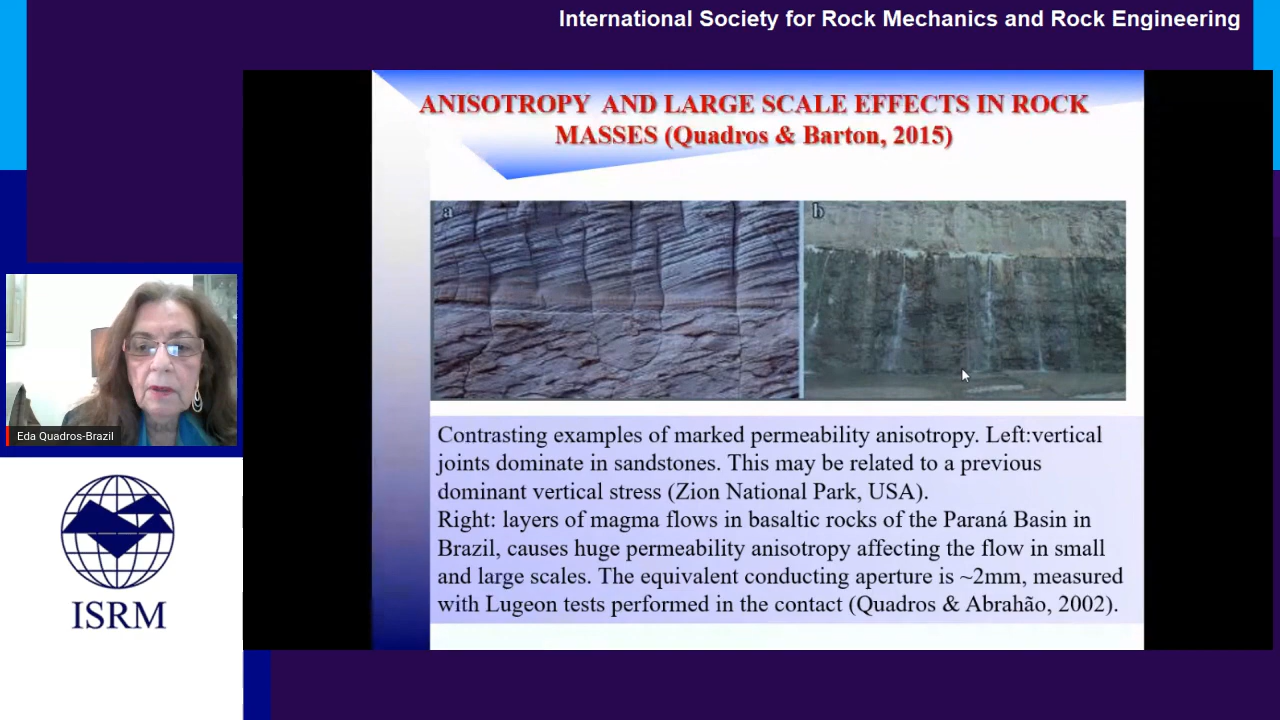 International Society for Rock Mechanics and Rock Engineering
ANISOTROPY AND LARGE SCALE EFFECTS IN ROCK
MASSES (Quadros & Barton, 2015)
a
b
Contrasting examples of marked permeability anisotropy. Left:vertical
joints dominate in sandstones. This may be related to a previous
dominant vertical stress (Zion National Park, USA).
Right: layers of magma flows in basaltic rocks of the Paraná Basin in
Brazil, causes huge permeability anisotropy affecting the flow in small
and large scales. The equivalent conducting aperture is ~2mm, measured
with Lugeon tests performed in the contact (Quadros & Abrahão, 2002).
Eda Quadros-Brazil
ISRM